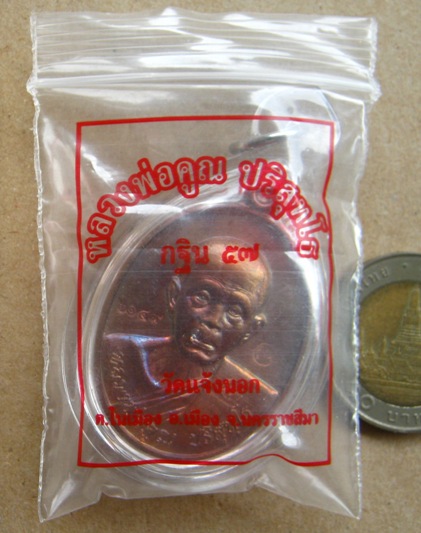 หลวงพ่อคูณ ปริสุทโธ
กฐิน ๕๗
วัดแจ้งนอก
ต.ในเมือง อ.เมือง จ.นครราชสีมา